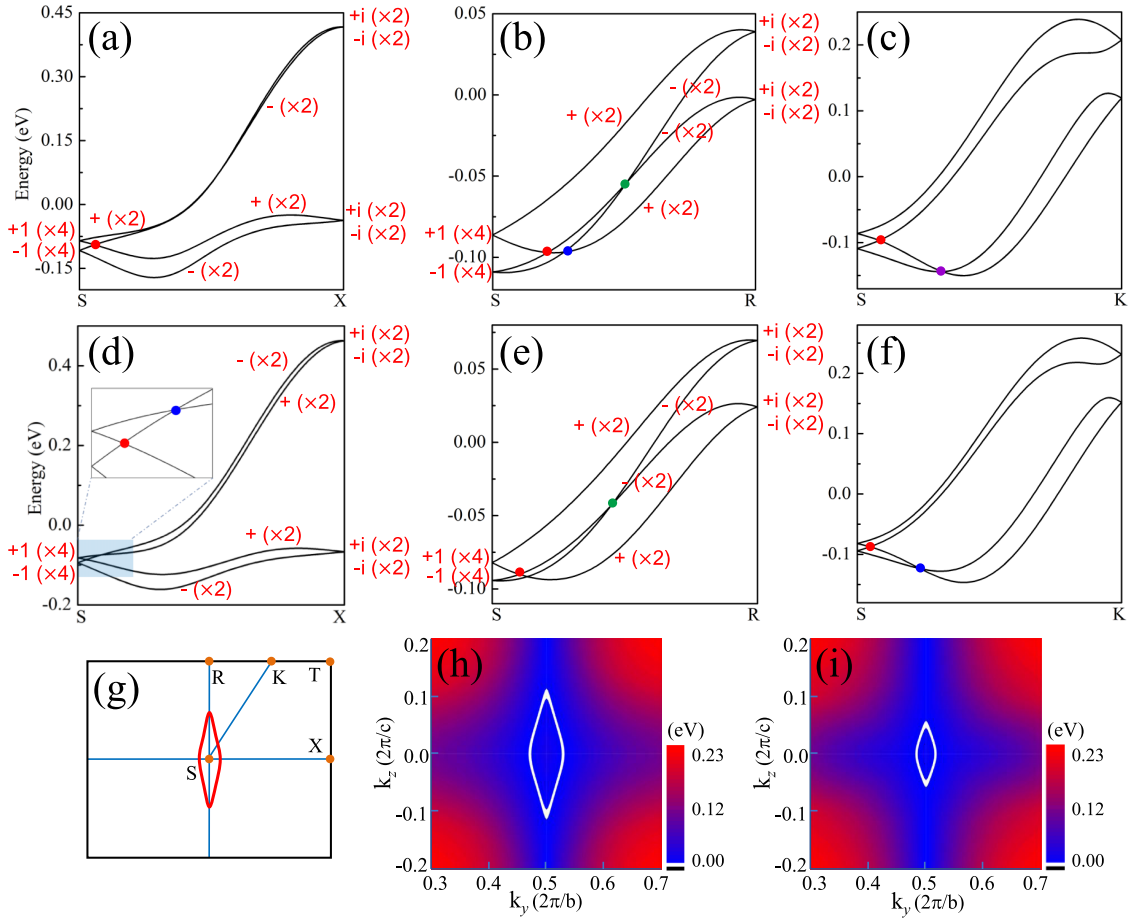 (a)
Energy (eV)
0.45
0.30
0.15
0.00
-0.15
+i (×2)
-i (×2)
- (×2)
+ (×2)
+ (×2)
+1 (×4)
-1 (×4)
- (×2)
+i (×2)
-i (×2)
S
X
(b)
0.05
0.00
-0.05
-0.10
+i (×2)
-i (×2)
+i (×2)
-i (×2)
- (×2)
+ (×2)
- (×2)
+ (×2)
+1 (×4)
-1 (×4)
S
R
(c)
0.2
0.1
0.0
-0.1
S
K
(d)
Energy (eV)
0.4
0.2
0.0
-0.2
+i (×2)
-i (×2)
- (×2)
+ (×2)
+ (×2)
+1 (×4)
-1 (×4)
- (×2)
+i (×2)
-i (×2)
S
X
(e)
0.05
0.00
-0.05
-0.10
+i (×2)
-i (×2)
+i (×2)
-i (×2)
- (×2)
+ (×2)
- (×2)
+ (×2)
+1 (×4)
-1 (×4)
S
R
(f)
0.2
0.1
0.0
-0.1
S
K
(g)
R
K
T
S
X
(h)
k_z (2π/c)
0.2
0.1
0.0
-0.1
-0.2
0.3
0.4
0.5
0.6
0.7
k_y (2π/b)
(eV)
0.23
0.12
0.00
(i)
k_z (2π/c)
0.2
0.1
0.0
-0.1
-0.2
0.3
0.4
0.5
0.6
0.7
k_y (2π/b)
(eV)
0.23
0.12
0.00